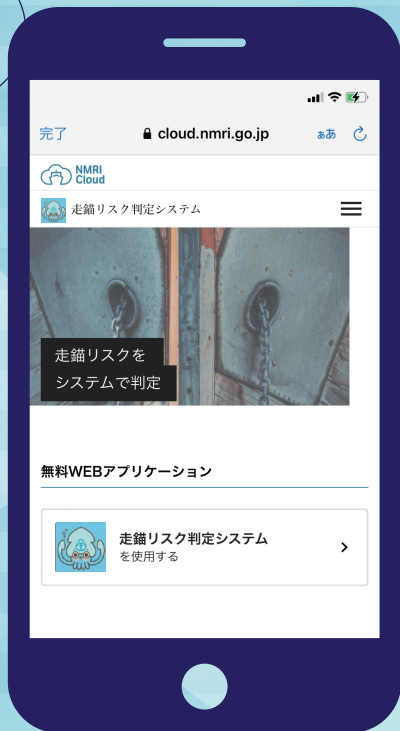 完了
cloud.nmri.go.jp
ぁあ
NMRI
Cloud
走錨リスク判定システム
走錨リスクを
システムで判定
無料WEBアプリケーション
走錨リスク判定システム
を使用する